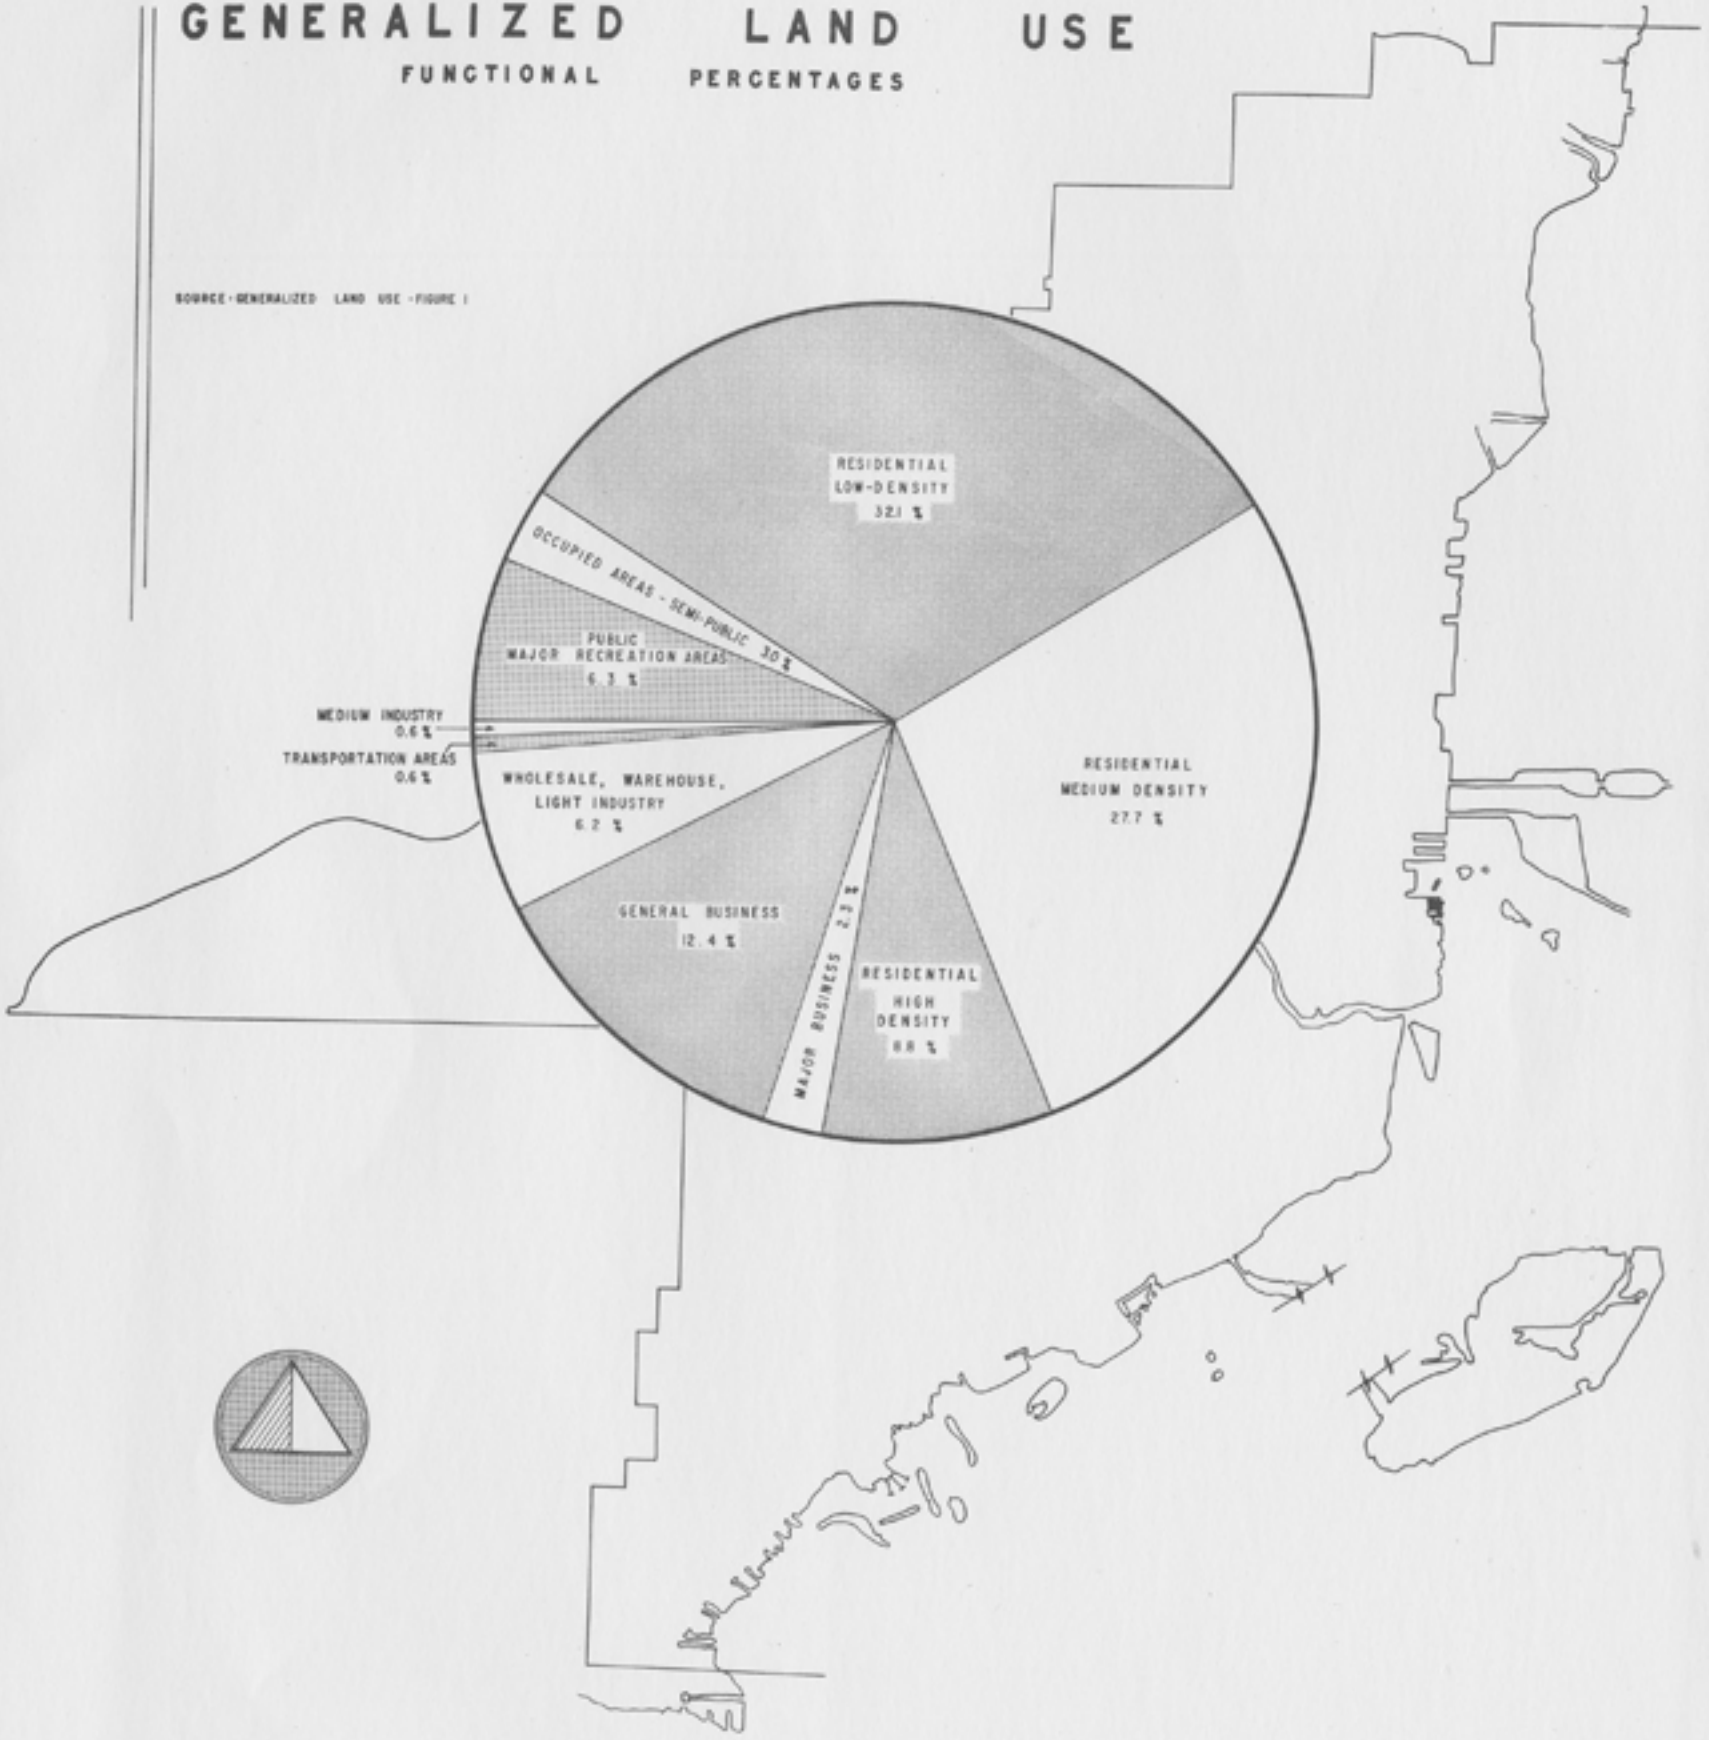 GENERALIZED LAND USE
FUNCTIONAL PERCENTAGES
SOURCE-GENERALIZED LAND USE-FIGURE 1
RESIDENTIAL
LOW-DENSITY
32.1 %
OCCUPIED AREAS - SEMI-PUBLIC 3.0 %
PUBLIC
MAJOR RECREATION AREAS
6.3 %
MEDIUM INDUSTRY
0.6 %
TRANSPORTATION AREAS
0.6 %
WHOLESALE, WAREHOUSE,
LIGHT INDUSTRY
6.2 %
RESIDENTIAL
MEDIUM DENSITY
27.7 %
GENERAL BUSINESS
12.4 %
MAJOR BUSINESS 2.3 %
RESIDENTIAL
HIGH
DENSITY
8.8 %